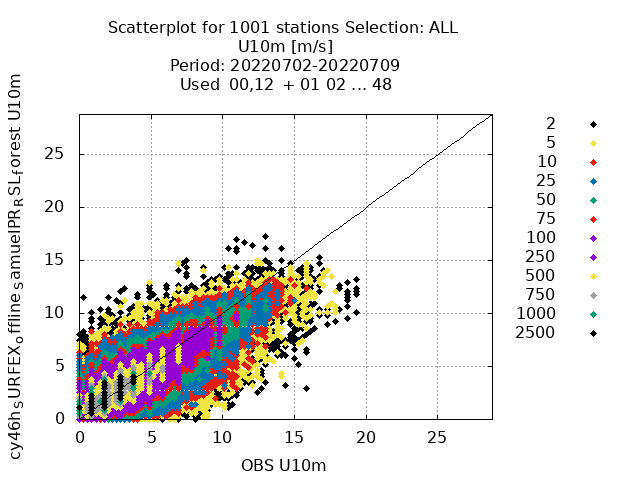 Scatterplot for 1001 stations Selection: ALL
U10m [m/s]
Period: 20220702-20220709
Used 00,12 + 01 02 ... 48
cy46h_SURFEX_offline_samuelPR_RSL_forest U10m
25
20
15
10
5
0
0 5 10 15 20 25
OBS U10m
2
5
10
25
50
75
100
250
500
750
1000
2500